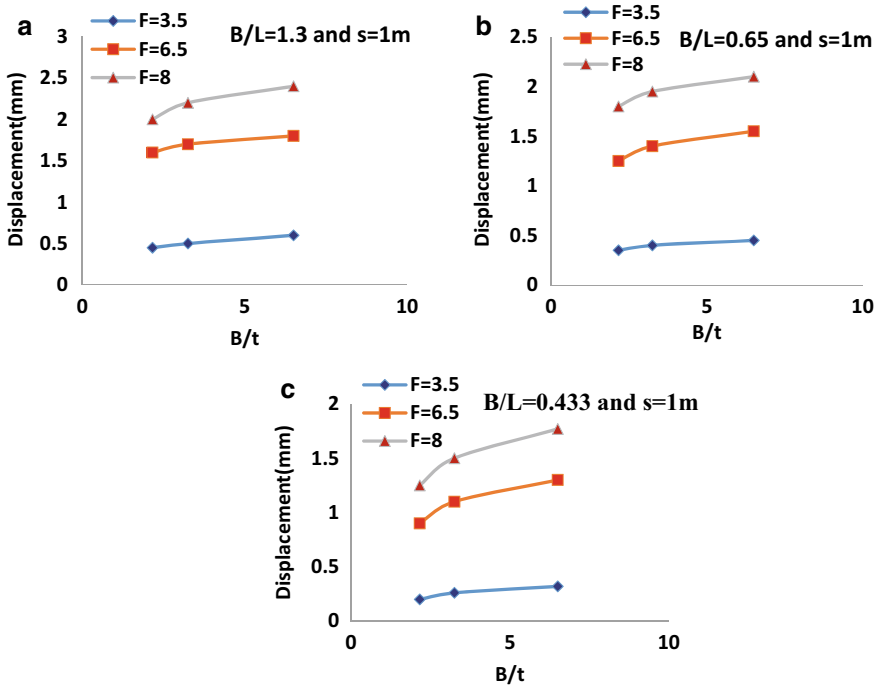 a
F=3.5
F=6.5
F=8
B/L=1.3 and s=1m
Displacement(mm)
3
2.5
2
1.5
1
0.5
0
0
5
10
B/t
b
F=3.5
F=6.5
F=8
B/L=0.65 and s=1m
Displacement(mm)
2.5
2
1.5
1
0.5
0
0
5
10
B/t
c
F=3.5
F=6.5
F=8
B/L=0.433 and s=1m
Displacement(mm)
2
1.5
1
0.5
0
0
5
10
B/t